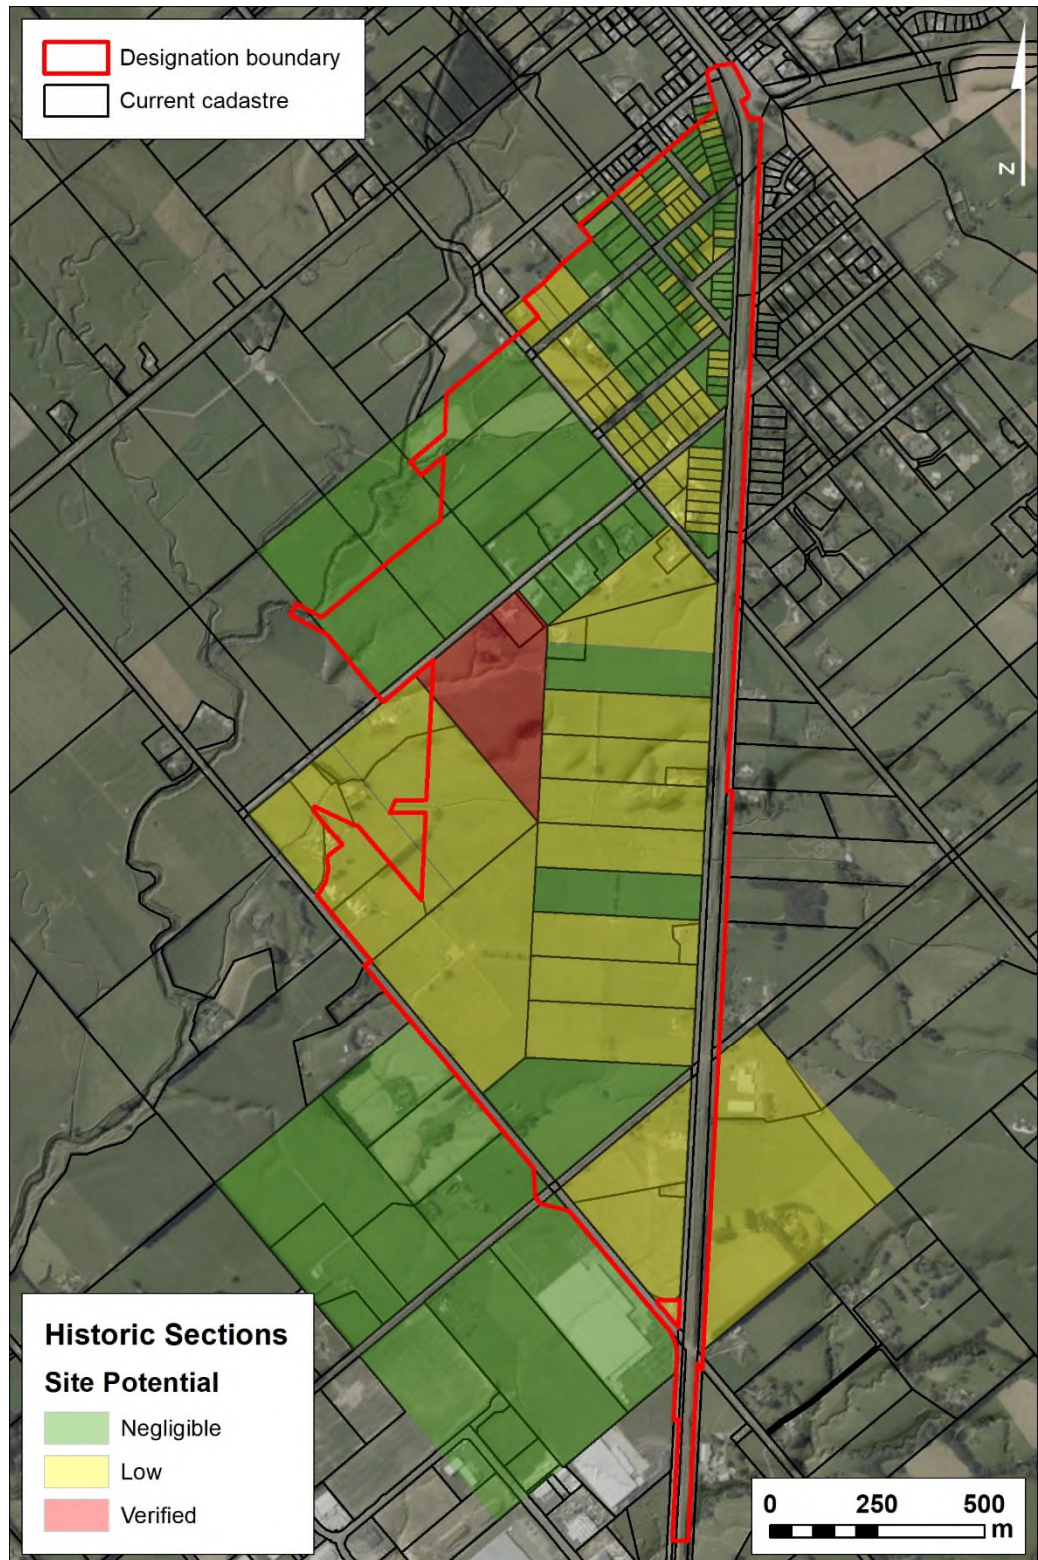 Designation boundary
Current cadastre
N
Historic Sections
Site Potential
Negligible
Low
Verified
0 250 500
m